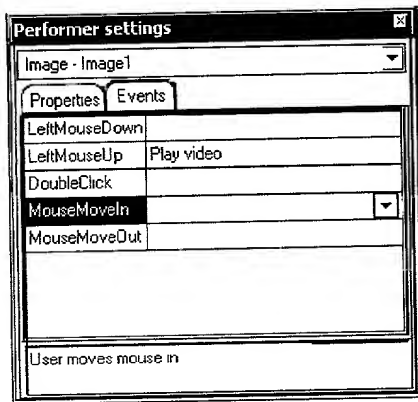 Performer settings
Image - Image1
Properties Events
LeftMouseDown
LeftMouseUp Play video
DoubleClick
MouseMoveIn
MouseMoveOut
User moves mouse in